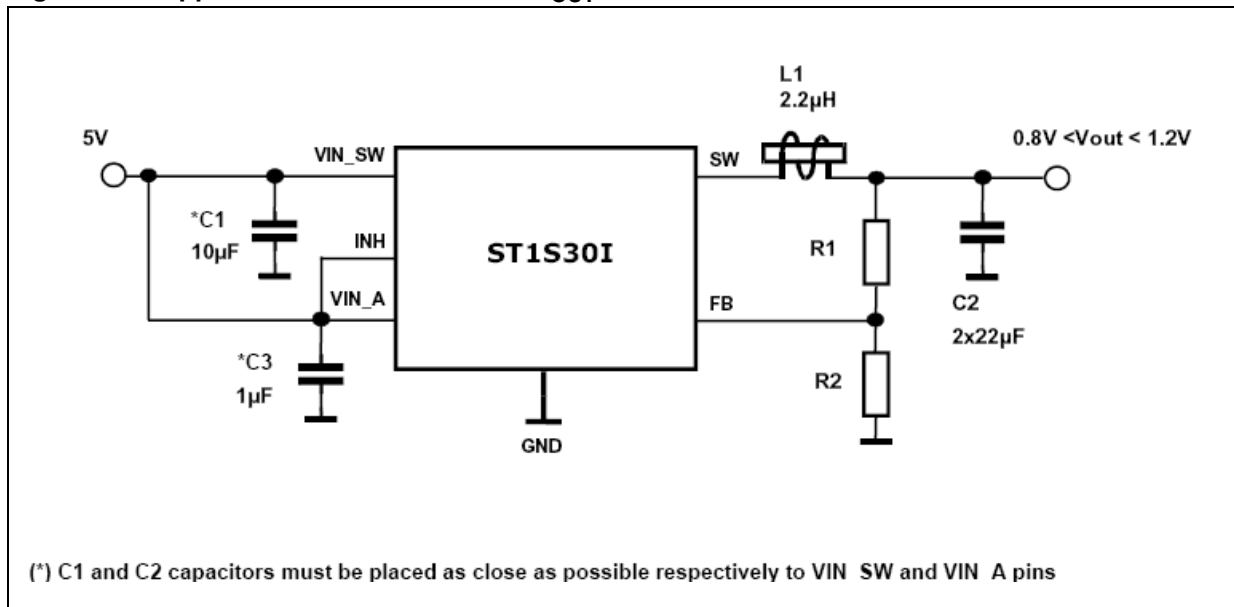 L1
2.2µH
5V
VIN_SW
SW
0.8V <Vout < 1.2V
*C1
10µF
INH
ST1S30I
R1
VIN_A
FB
C2
2x22µF
*C3
1µF
R2
GND
(*) C1 and C2 capacitors must be placed as close as possible respectively to VIN SW and VIN A pins